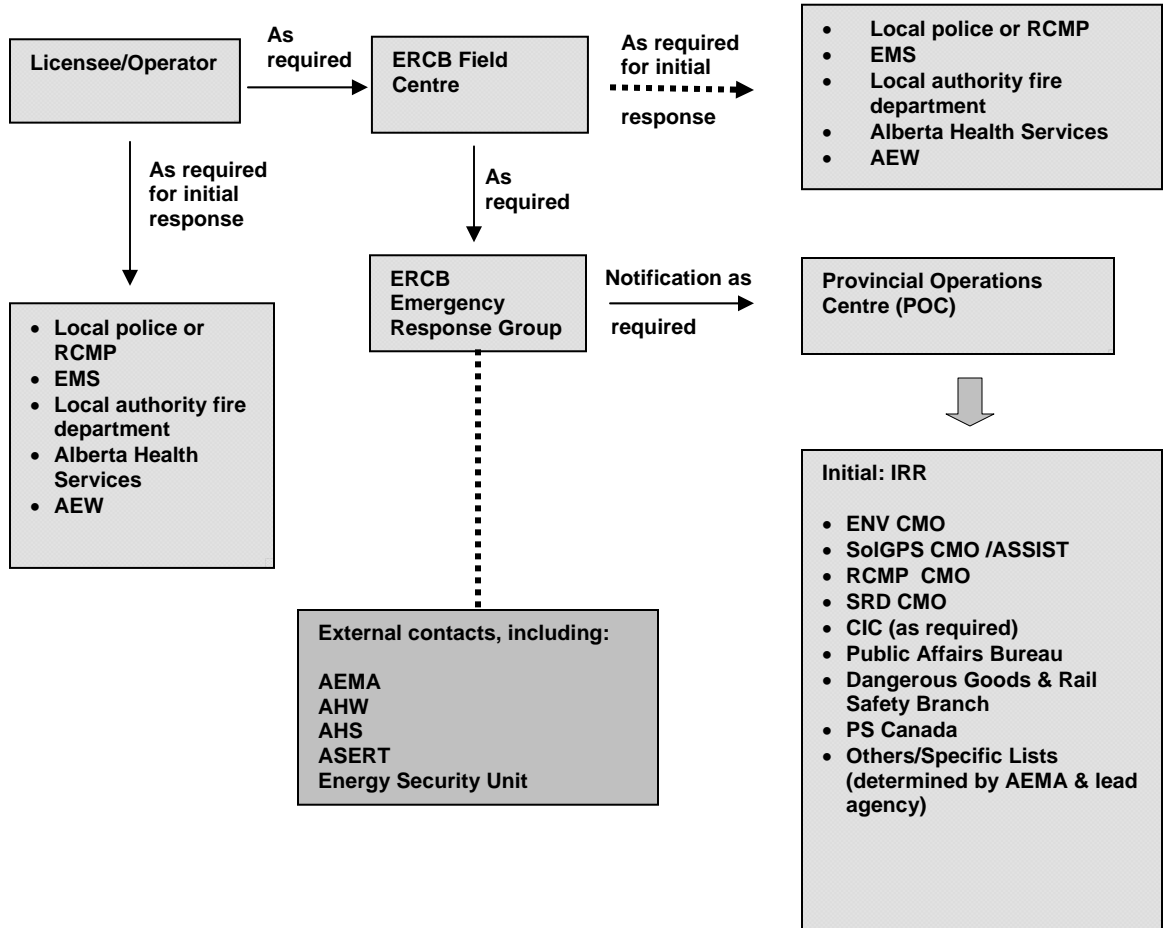 Licensee/Operator
As
required
ERCB Field
Centre
As required
for initial
response
• Local police or RCMP
• EMS
• Local authority fire
department
• Alberta Health Services
• AEW
As required
for initial
response
As
required
ERCB
Emergency
Response Group
Notification as
required
Provincial Operations
Centre (POC)
• Local police or
RCMP
• EMS
• Local authority fire
department
• Alberta Health
Services
• AEW
External contacts, including:
AEMA
AHW
AHS
ASERT
Energy Security Unit
Initial: IRR
• ENV CMO
• SolGPS CMO /ASSIST
• RCMP CMO
• SRD CMO
• CIC (as required)
• Public Affairs Bureau
• Dangerous Goods & Rail
Safety Branch
• PS Canada
• Others/Specific Lists
(determined by AEMA & lead
agency)